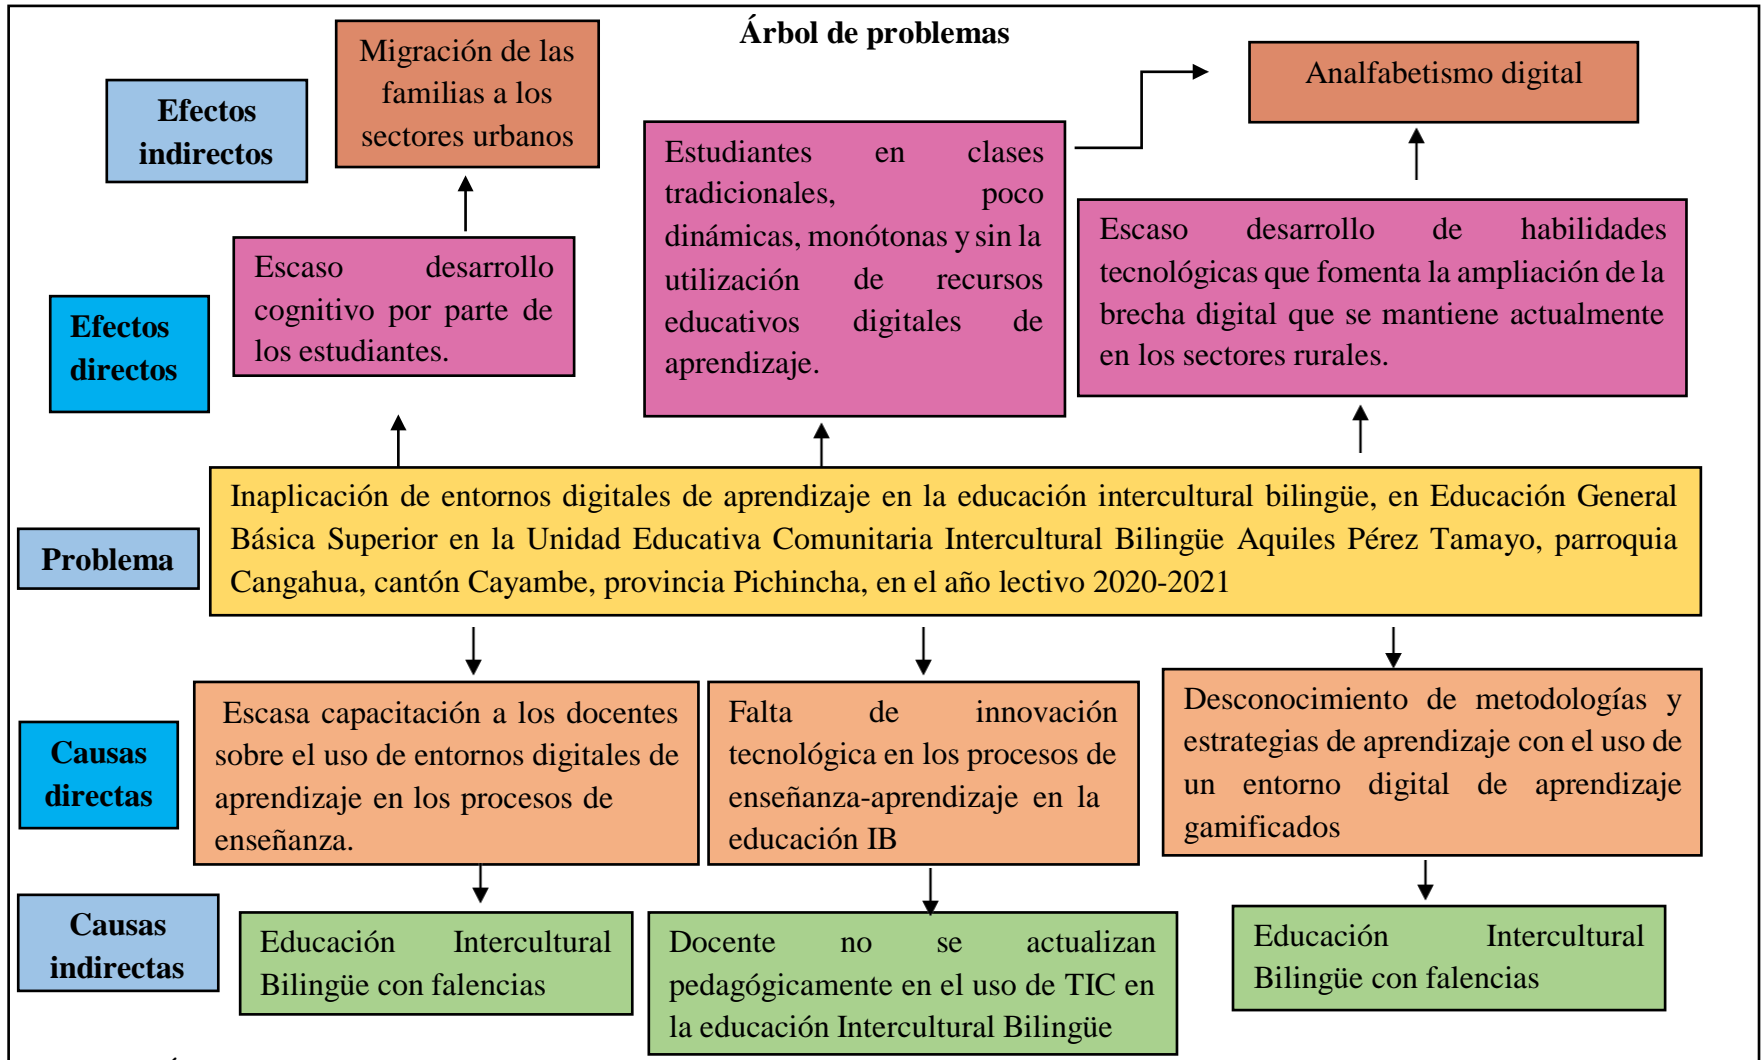 Árbol de problemas
Efectos
indirectos
Migración de las
familias a los
sectores urbanos
Analfabetismo digital
Efectos
directos
Escaso desarrollo
cognitivo por parte de
los estudiantes.
Estudiantes en clases
tradicionales, poco
dinámicas, monótonas y sin la
utilización de recursos
educativos digitales de
aprendizaje.
Escaso desarrollo de habilidades
tecnológicas que fomenta la ampliación de la
brecha digital que se mantiene actualmente
en los sectores rurales.
Problema
Inaplicación de entornos digitales de aprendizaje en la educación intercultural bilingüe, en Educación General
Básica Superior en la Unidad Educativa Comunitaria Intercultural Bilingüe Aquiles Pérez Tamayo, parroquia
Cangahua, cantón Cayambe, provincia Pichincha, en el año lectivo 2020-2021
Causas
directas
Escasa capacitación a los docentes
sobre el uso de entornos digitales de
aprendizaje en los procesos de
enseñanza.
Falta de innovación
tecnológica en los procesos de
enseñanza-aprendizaje en la
educación IB
Desconocimiento de metodologías y
estrategias de aprendizaje con el uso de
un entorno digital de aprendizaje
gamificados
Causas
indirectas
Educación Intercultural
Bilingüe con falencias
Docente no se actualizan
pedagógicamente en el uso de TIC en
la educación Intercultural Bilingüe
Educación Intercultural
Bilingüe con falencias